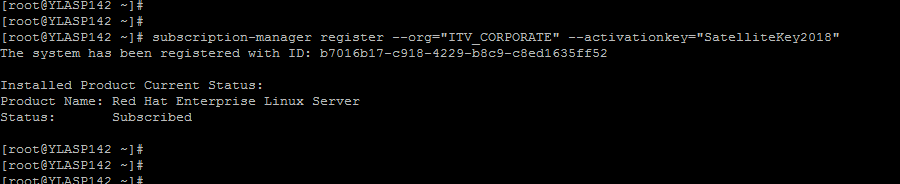 [root@YLASP142 ~]#
[root@YLASP142 ~]#
[root@YLASP142 ~]# subscription-manager register --org="ITV_CORPORATE" --activationkey="SatelliteKey2018"
The system has been registered with ID: b7016b17-c918-4229-b8c9-c8ed1635ff52
Installed Product Current Status:
Product Name: Red Hat Enterprise Linux Server
Status:       Subscribed
[root@YLASP142 ~]#
[root@YLASP142 ~]#
[root@YLASP142 ~]#